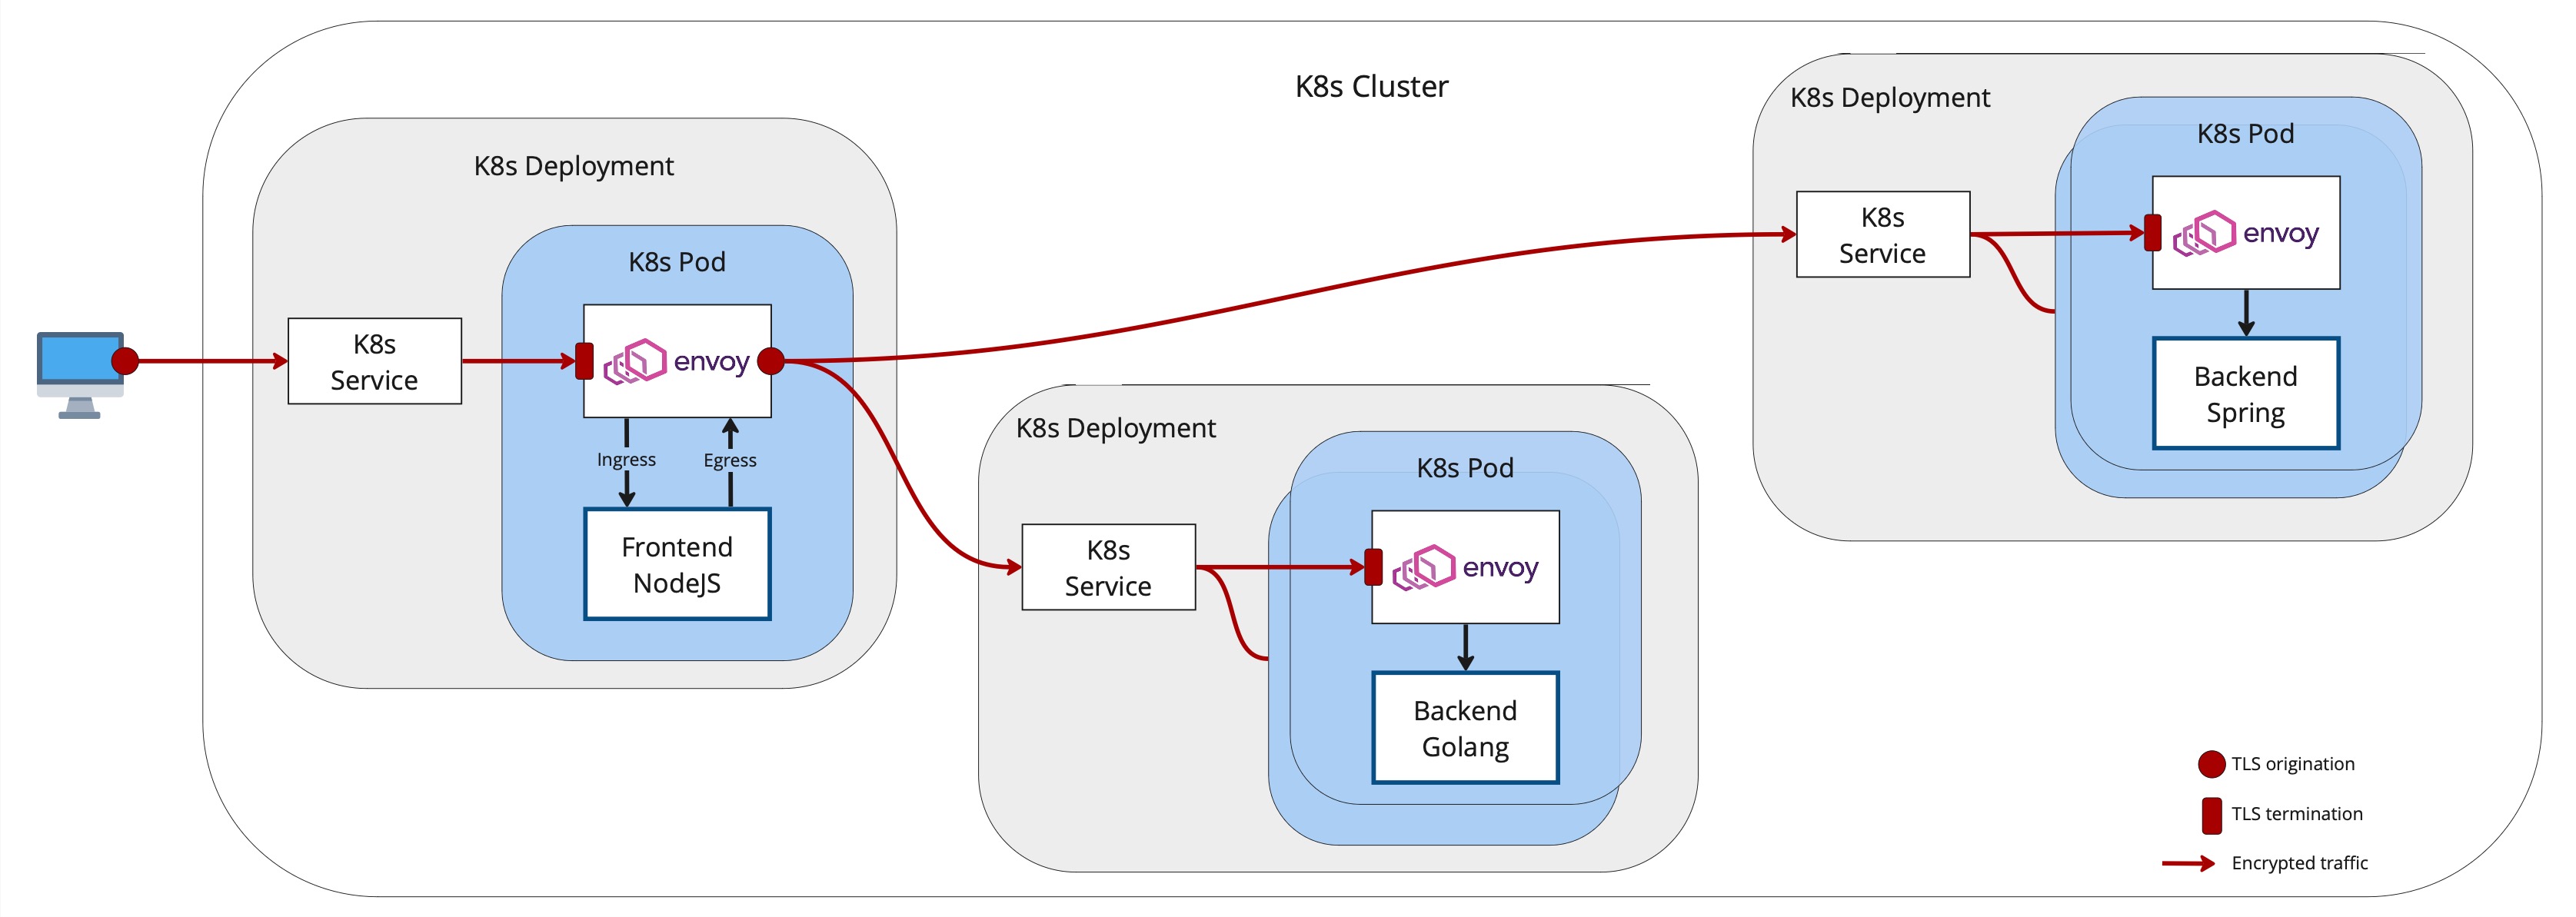 K8s Cluster
K8s Deployment
K8s Pod
K8s
Service
envoy
Ingress
Egress
Frontend
NodeJS
K8s Deployment
K8s Pod
K8s
Service
envoy
Backend
Golang
K8s Deployment
K8s Pod
K8s
Service
envoy
Backend
Spring
TLS origination
TLS termination
Encrypted traffic